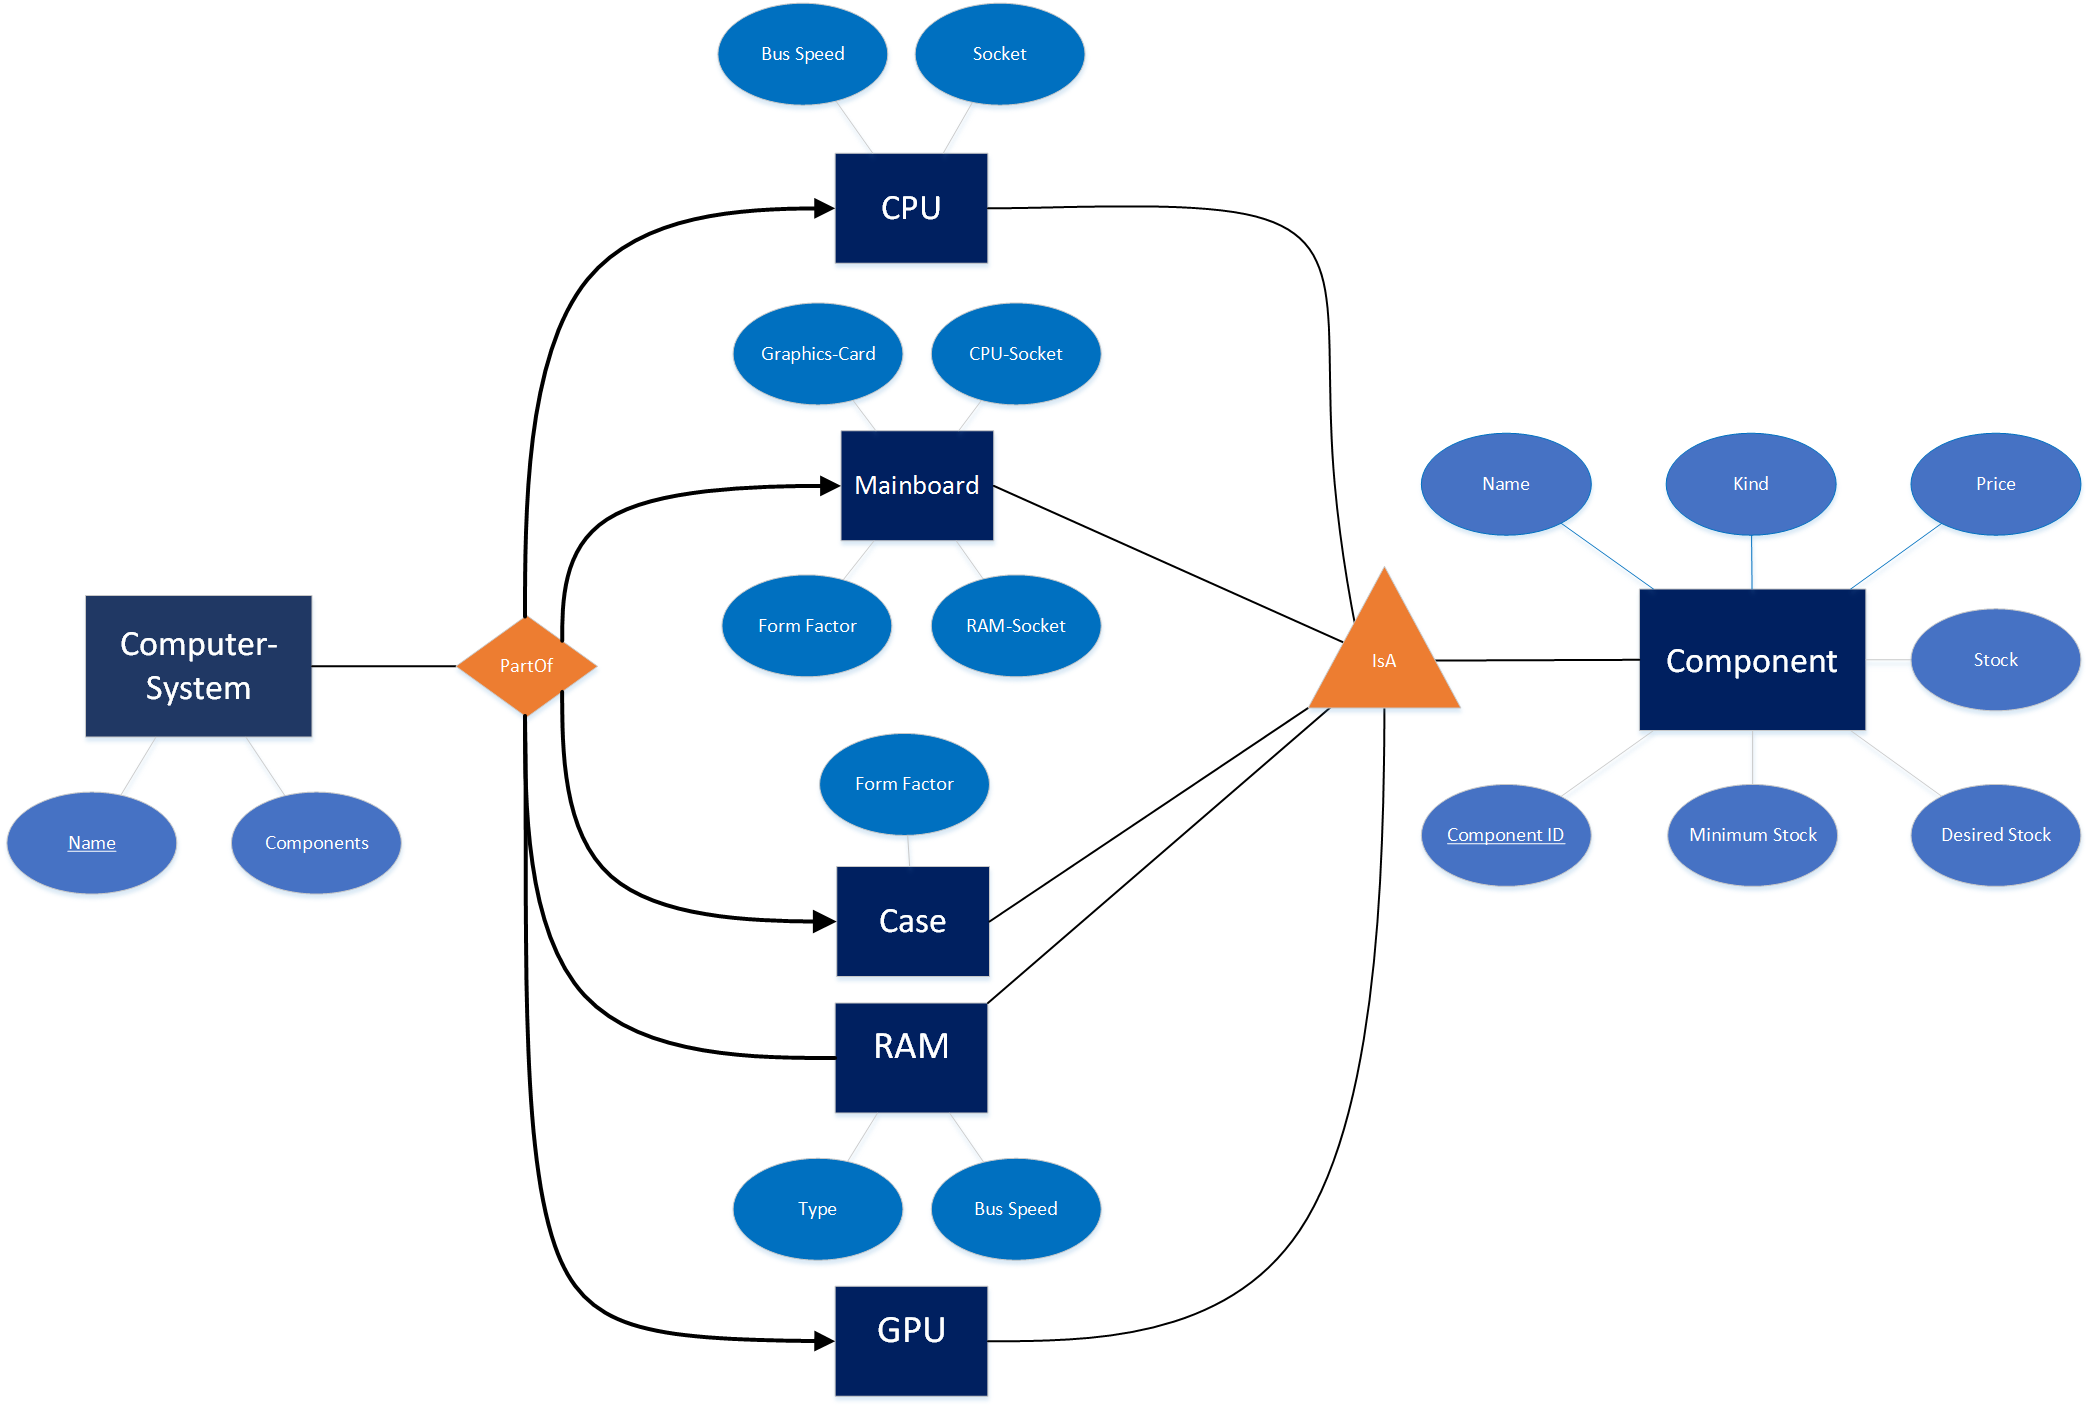 Bus Speed
Socket
CPU
Graphics-Card
CPU-Socket
Mainboard
Form Factor
RAM-Socket
Computer-
System
PartOf
Name
Components
Form Factor
Case
RAM
Type
Bus Speed
GPU
IsA
Name
Kind
Price
Component
Stock
Component ID
Minimum Stock
Desired Stock